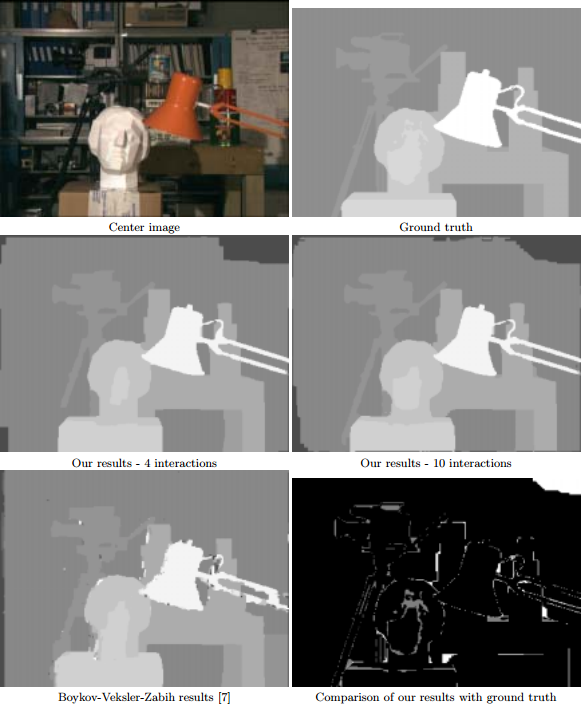 Center image
Ground truth
Our results - 4 interactions
Our results - 10 interactions
Boykov-Veksler-Zabih results [7]
Comparison of our results with ground truth